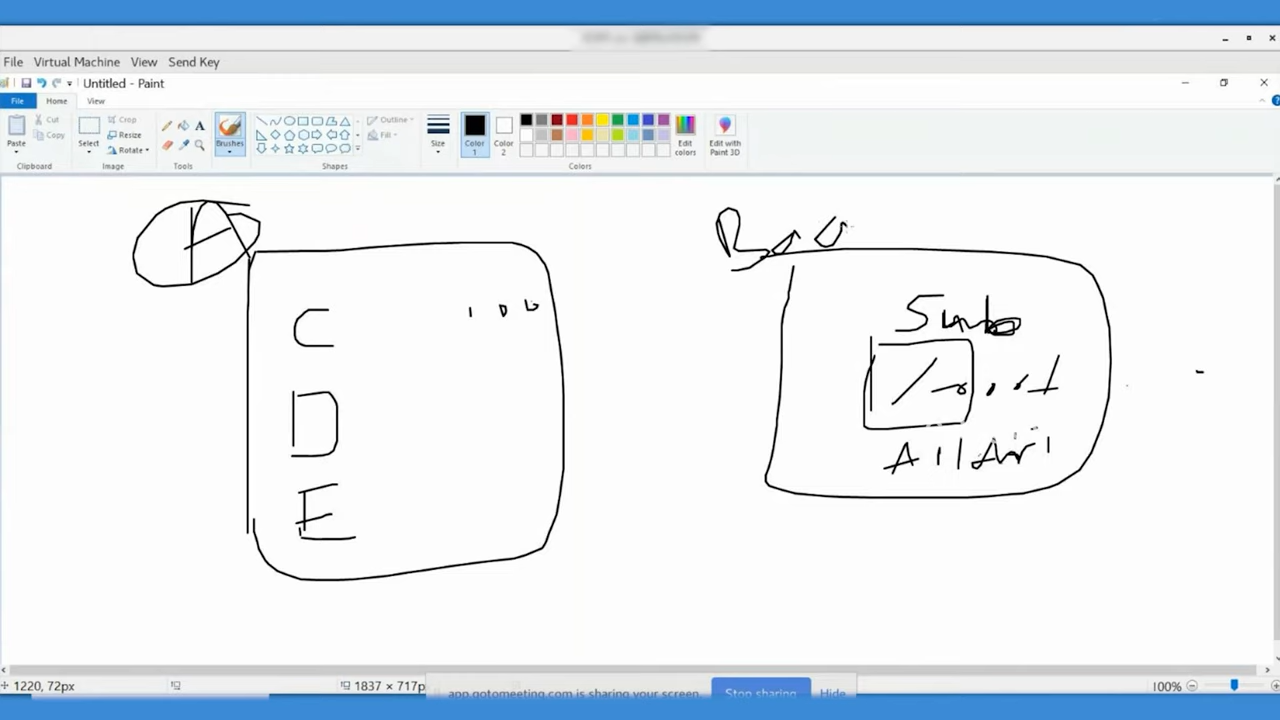 File Virtual Machine View Send Key
Untitled - Paint
File Home View
Paste Cut Copy Select Crop Resize Rotate Brushes Outline Fill Size Color 1 Color 2 Edit colors Edit with Paint 3D
Clipboard Image Tools Shapes Colors
A
C 100
D
E
1220, 72px 1837 × 717px 100%
app.gotomeeting.com is sharing your screen. Stop sharing Hide